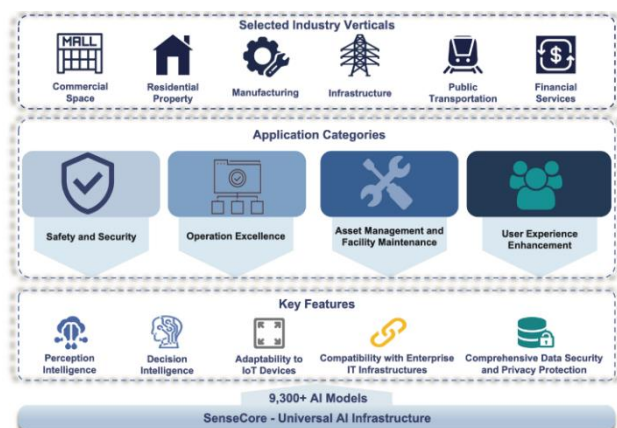 Selected Industry Verticals
MALL
Commercial
Space
Residential
Property
Manufacturing
Infrastructure
Public
Transportation
$
Financial
Services
Application Categories
Safety and Security
Operation Excellence
Asset Management and
Facility Maintenance
User Experience
Enhancement
Key Features
Perception
Intelligence
Decision
Intelligence
Adaptability to
IoT Devices
Compatibility with Enterprise
IT Infrastructures
Comprehensive Data Security
and Privacy Protection
9,300+ AI Models
SenseCore - Universal AI Infrastructure